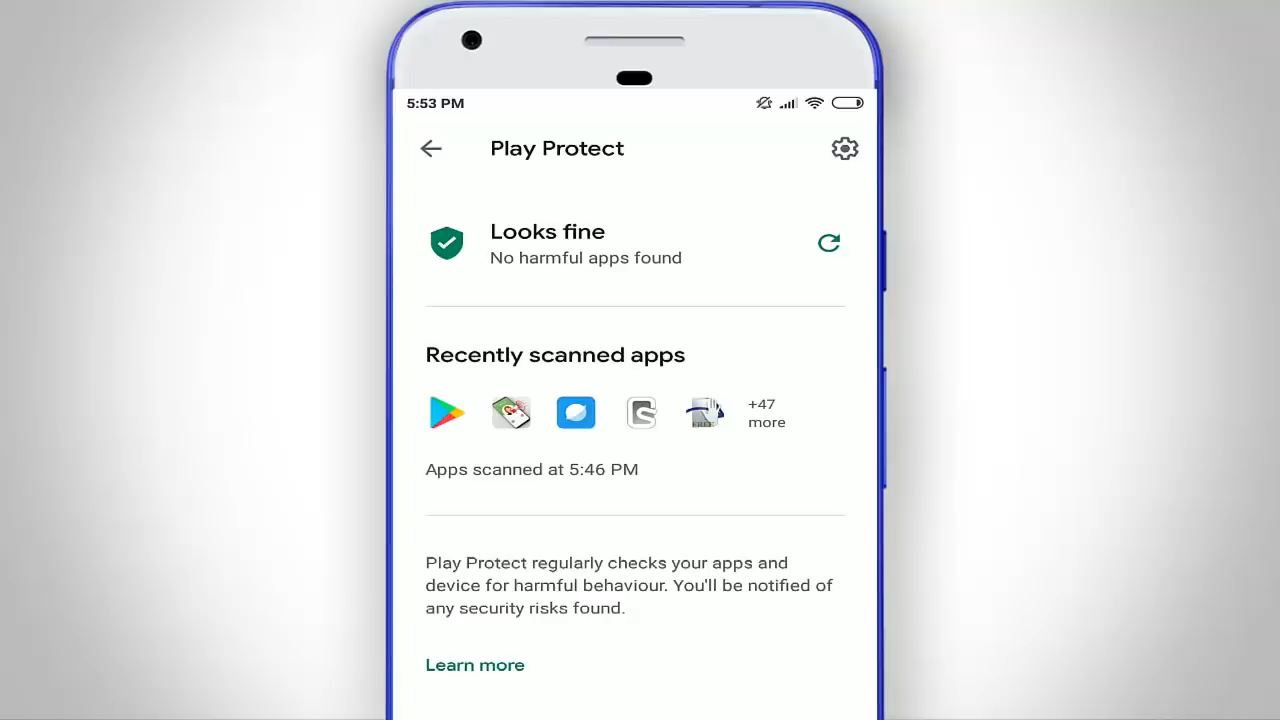 5:53 PM
Play Protect
Looks fine
No harmful apps found
Recently scanned apps
FREE
+47
more
Apps scanned at 5:46 PM
Play Protect regularly checks your apps and
device for harmful behaviour. You'll be notified of
any security risks found.
Learn more